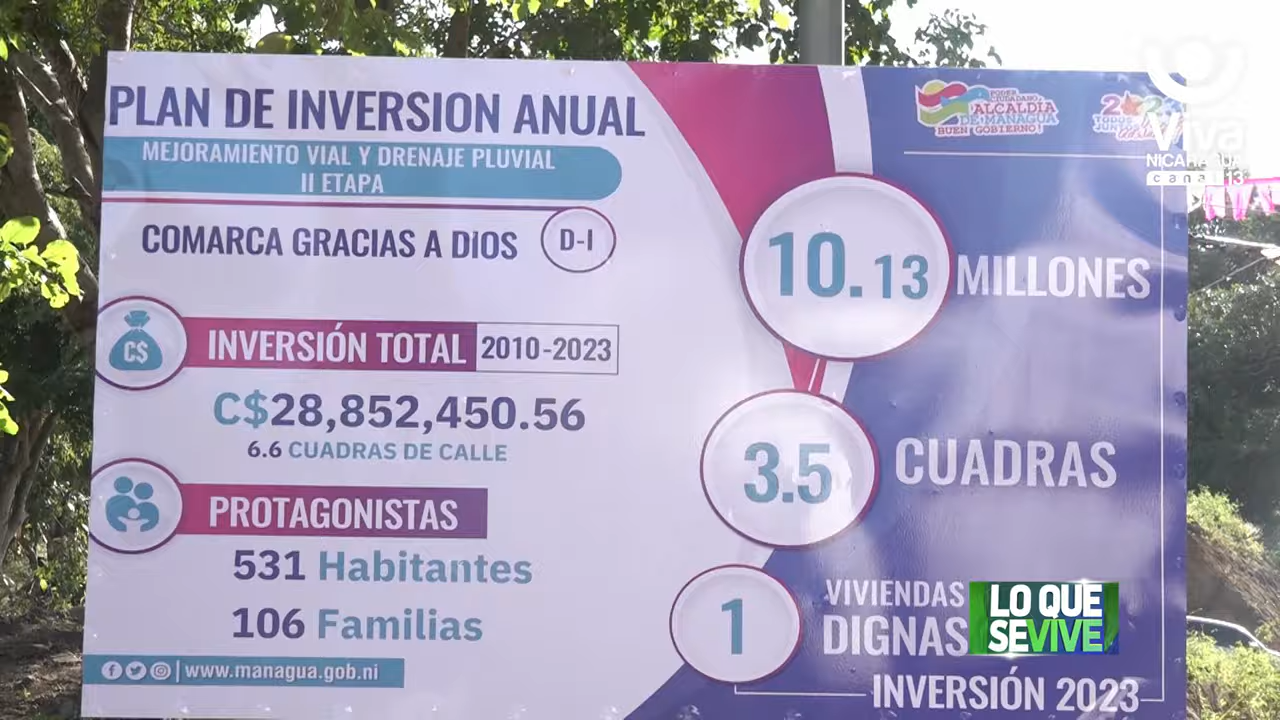 PLAN DE INVERSION ANUAL
MEJORAMIENTO VIAL Y DRENAJE PLUVIAL
II ETAPA
COMARCA GRACIAS A DIOS
D-I
C$
INVERSIÓN TOTAL
2010-2023
C$28,852,450.56
6.6 CUADRAS DE CALLE
PROTAGONISTAS
531 Habitantes
106 Familias
www.managua.gob.ni
PODER
CIUDADANO
ALCALDIA
DE MANAGUA
BUEN GOBIERNO!
10.13 MILLONES
3.5 CUADRAS
1 VIVIENDAS
DIGNAS
INVERSIÓN 2023
Viva
NICARAGUA
canal 13
LO QUE
SE VIVE